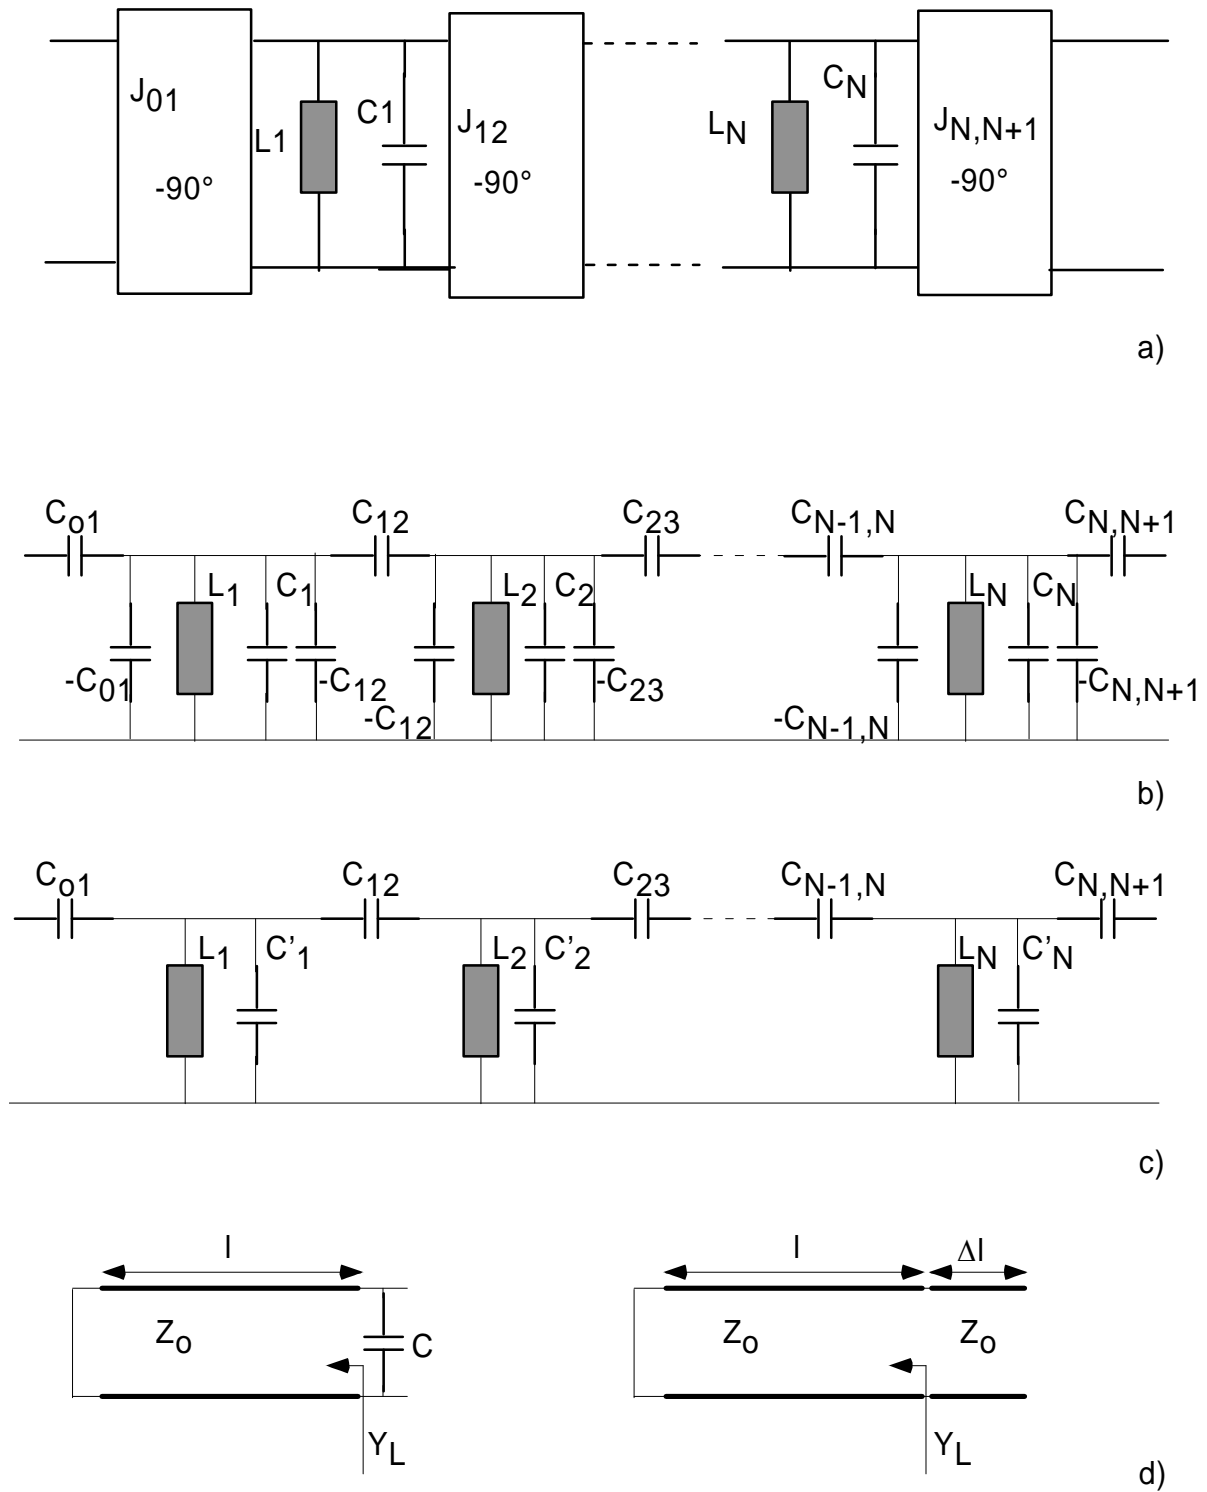 J01 L1 C1 J12 LN CN JN,N+1
-90° -90° -90°
a)
Co1 C12 C23 CN-1,N CN,N+1
L1 C1 L2 C2 LN CN
-C01 -C12 -C12 -C23 -CN-1,N -CN,N+1
b)
Co1 C12 C23 CN-1,N CN,N+1
L1 C'1 L2 C'2 LN C'N
c)
l l Δl
Zo C Zo Zo
YL YL
d)